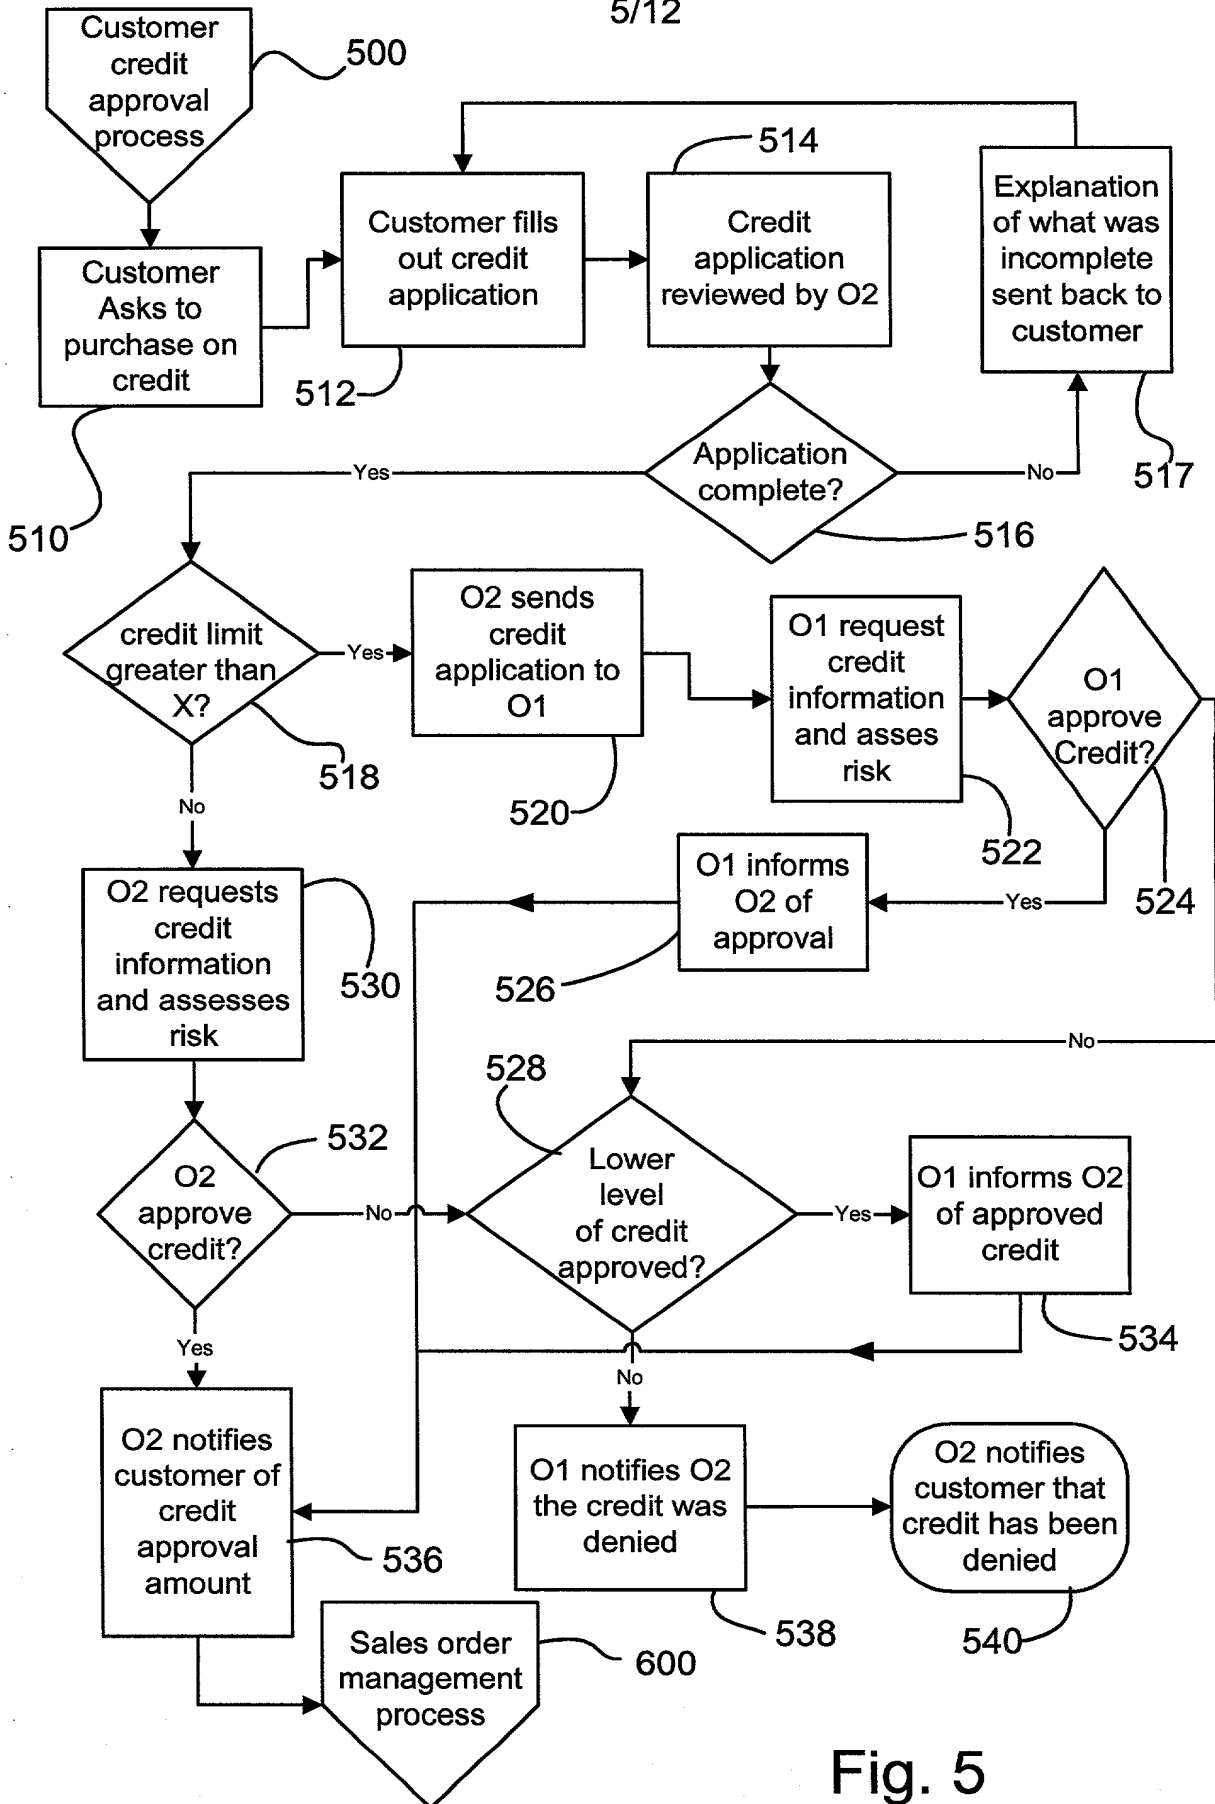 5/12
Customer
credit
approval
process
500
Customer
Asks to
purchase on
credit
510
Customer fills
out credit
application
512
514
Credit
application
reviewed by O2
Explanation
of what was
incomplete
sent back to
customer
517
Application
complete?
516
Yes
No
credit limit
greater than
X?
518
Yes
No
O2 sends
credit
application to
O1
520
O1 request
credit
information
and asses
risk
522
O1
approve
Credit?
524
Yes
No
O1 informs
O2 of
approval
526
O2 requests
credit
information
and assesses
risk
530
O2
approve
credit?
532
No
Yes
528
Lower
level
of credit
approved?
Yes
No
O1 informs O2
of approved
credit
534
O2 notifies
customer of
credit
approval
amount
536
O1 notifies O2
the credit was
denied
538
O2 notifies
customer that
credit has been
denied
540
Sales order
management
process
600
Fig. 5